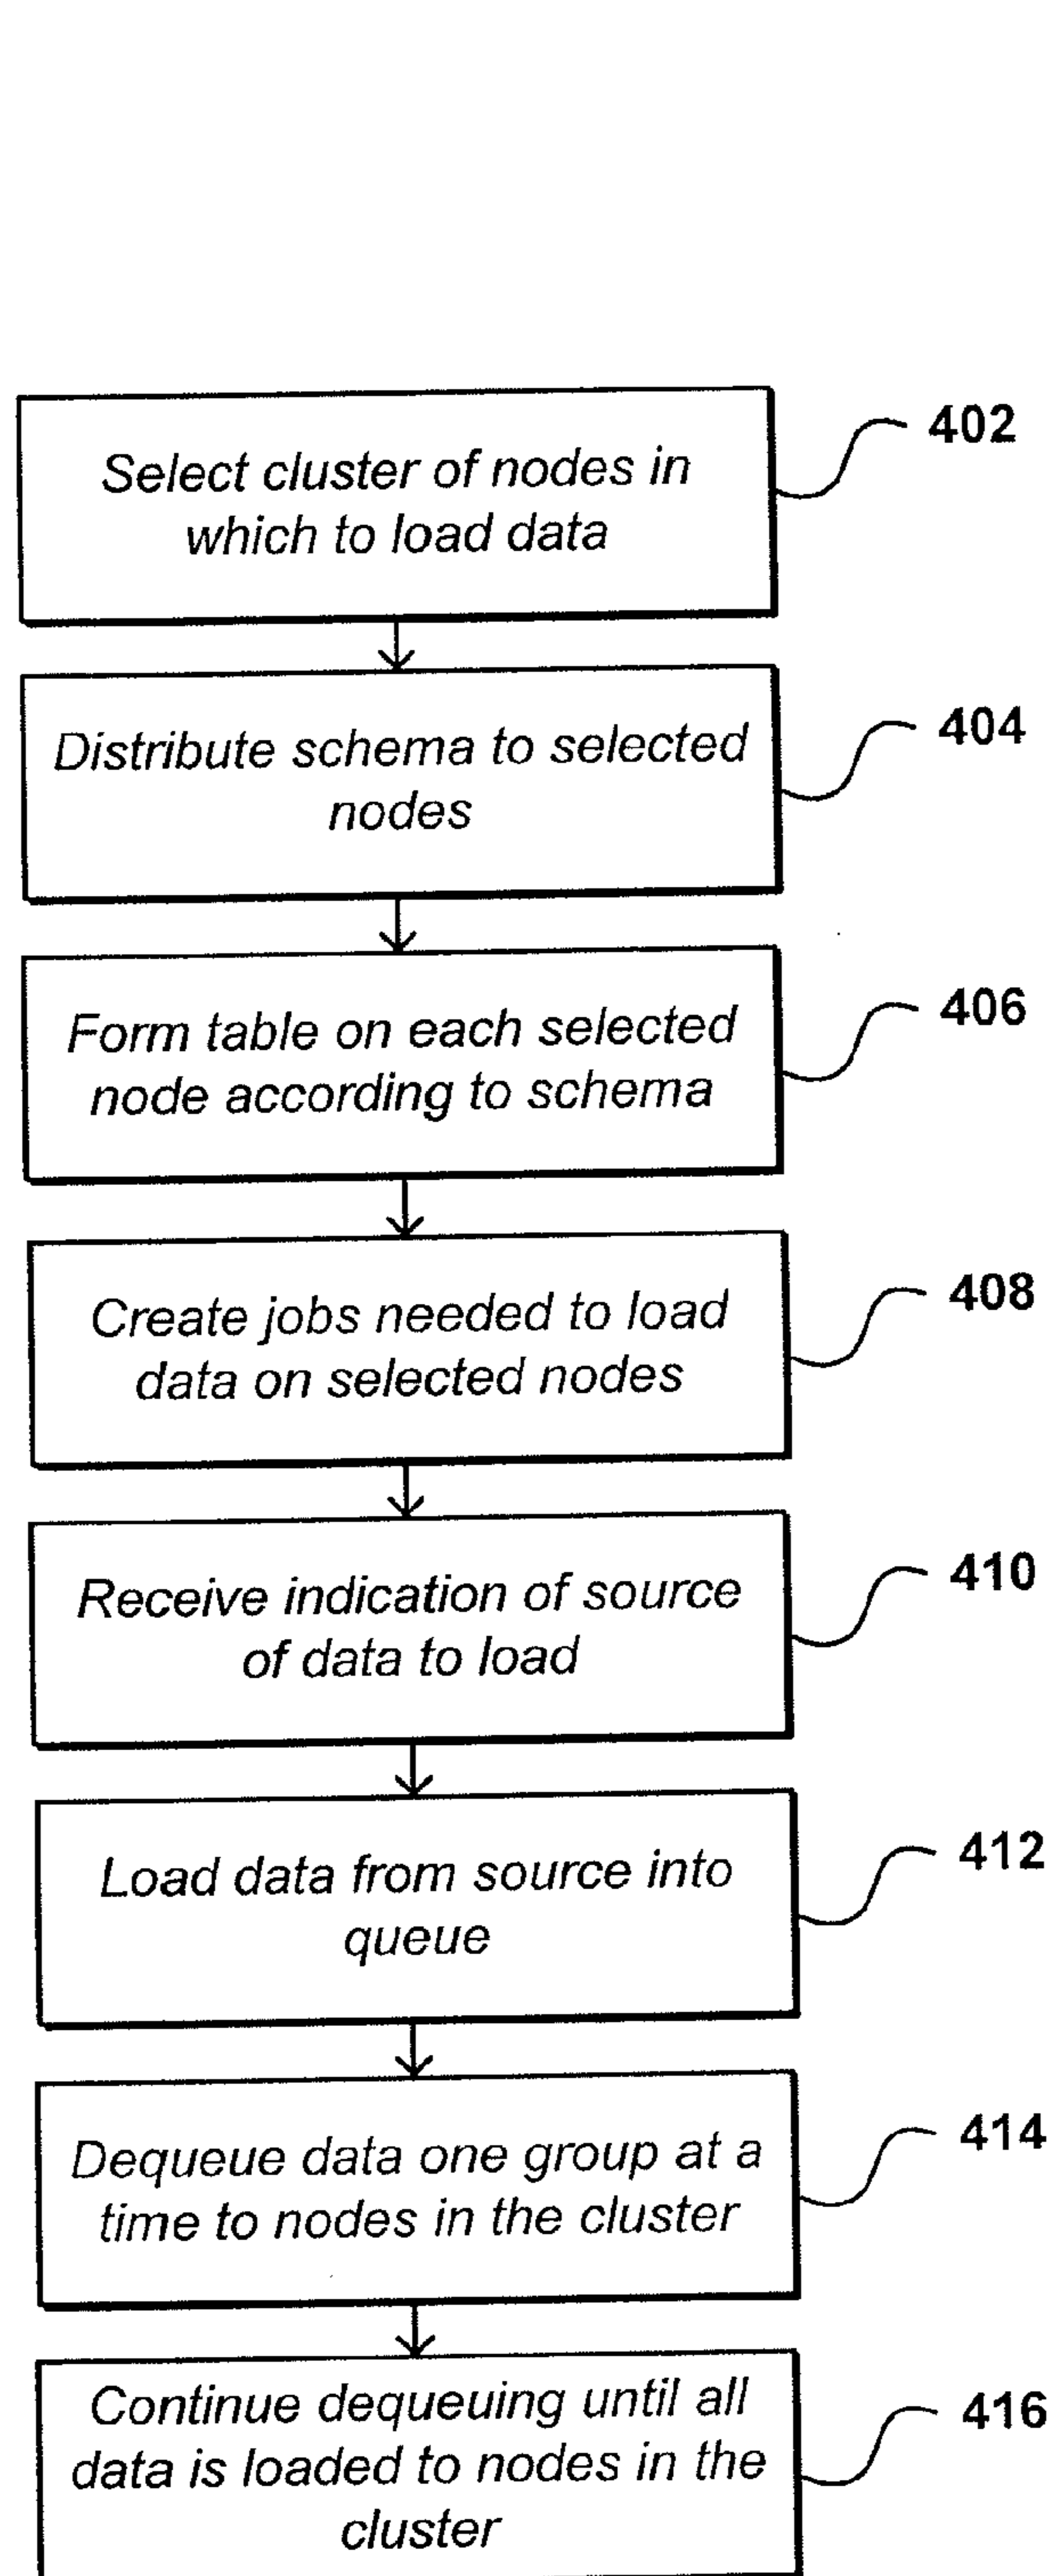 402
Select cluster of nodes in
which to load data
404
Distribute schema to selected
nodes
406
Form table on each selected
node according to schema
408
Create jobs needed to load
data on selected nodes
410
Receive indication of source
of data to load
412
Load data from source into
queue
414
Dequeue data one group at a
time to nodes in the cluster
416
Continue dequeuing until all
data is loaded to nodes in the
cluster